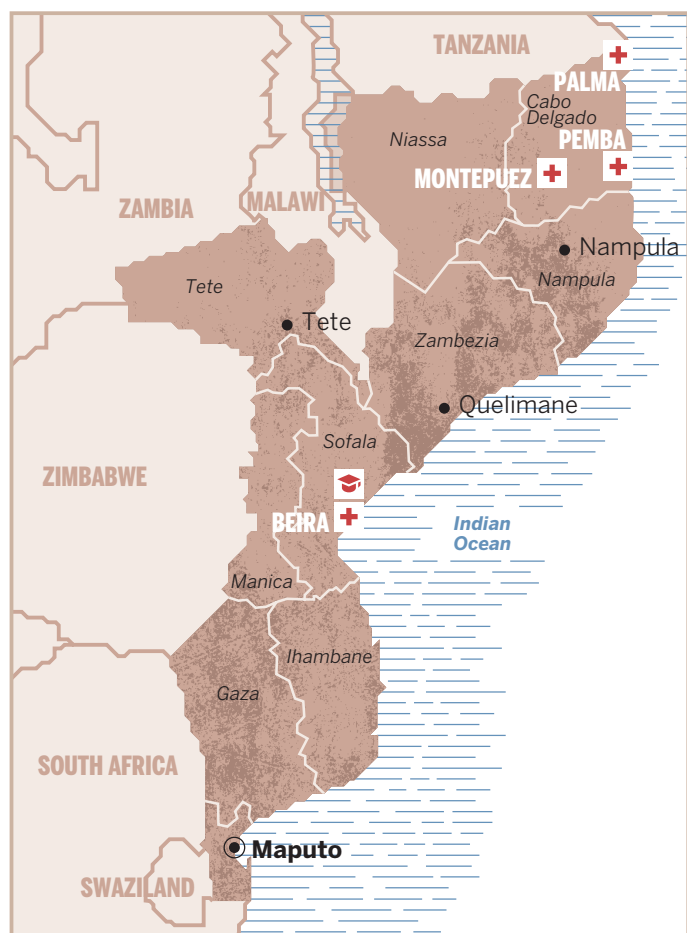 TANZANIA
PALMA
Cabo
Delgado
Niassa
PEMBA
MONTEPUEZ
MALAWI
ZAMBIA
Nampula
Nampula
Tete
Tete
Zambezia
Quelimane
Sofala
ZIMBABWE
BEIRA
Indian
Ocean
Manica
Ihambane
Gaza
SOUTH AFRICA
Maputo
SWAZILAND